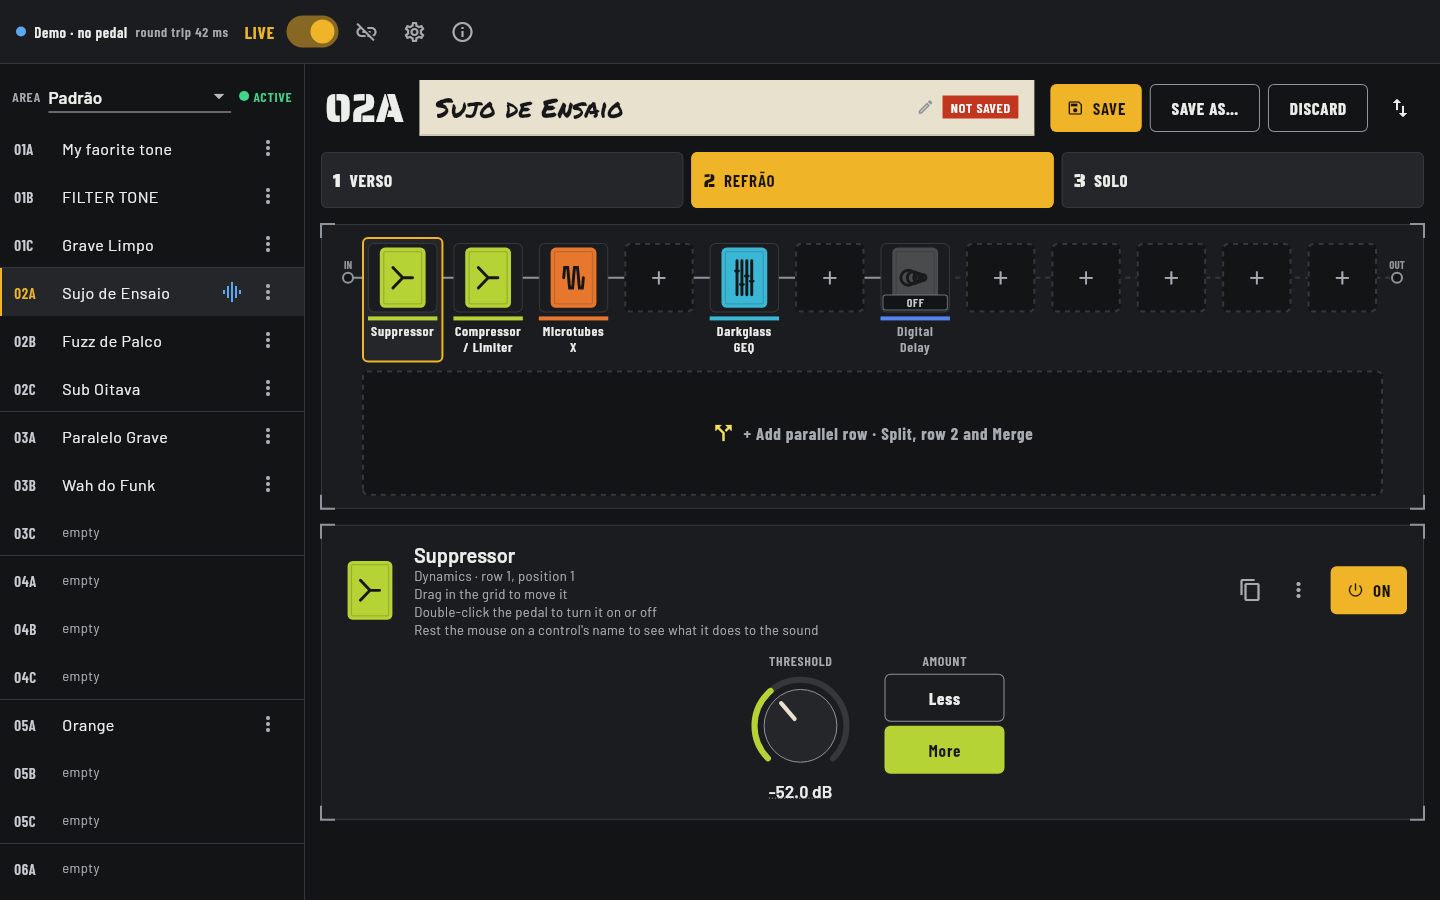 Demo · no pedal round trip 42 ms LIVE
AREA Padrão ACTIVE
01A My faorite tone
01B FILTER TONE
01C Grave Limpo
02A Sujo de Ensaio
02B Fuzz de Palco
02C Sub Oitava
03A Paralelo Grave
03B Wah do Funk
03C empty
04A empty
04B empty
04C empty
05A Orange
05B empty
05C empty
06A empty
02A Sujo de Ensaio NOT SAVED SAVE SAVE AS... DISCARD
1 VERSO
2 REFRÃO
3 SOLO
IN
Suppressor
Compressor
/ Limiter
Microtubes
X
+
Darkglass
GEQ
+
OFF
Digital
Delay
+
+
+
+
+
OUT
+ Add parallel row · Split, row 2 and Merge
Suppressor
Dynamics · row 1, position 1
Drag in the grid to move it
Double-click the pedal to turn it on or off
Rest the mouse on a control's name to see what it does to the sound
ON
THRESHOLD
-52.0 dB
AMOUNT
Less
More